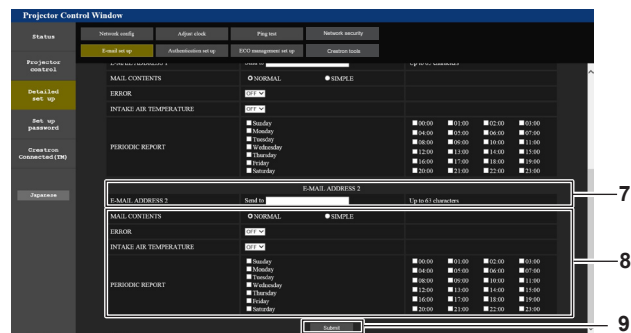 Projector Control Window
Status
Network config
Adjust clock
Ping test
Network security
E-mail set up
Authentication set up
ECO management set up
Crestron tools
Projector
control
Detailed
set up
Set up
password
Crestron
Connected(TM)
Japanese
E-MAIL ADDRESS 1 Send to Up to 63 characters
MAIL CONTENTS NORMAL SIMPLE
ERROR OFF
INTAKE AIR TEMPERATURE OFF
PERIODIC REPORT
Sunday 00:00 01:00 02:00 03:00
Monday 04:00 05:00 06:00 07:00
Tuesday
Wednesday 08:00 09:00 10:00 11:00
Thursday 12:00 13:00 14:00 15:00
Friday 16:00 17:00 18:00 19:00
Saturday 20:00 21:00 22:00 23:00
E-MAIL ADDRESS 2
E-MAIL ADDRESS 2 Send to Up to 63 characters
7
MAIL CONTENTS NORMAL SIMPLE
ERROR OFF
INTAKE AIR TEMPERATURE OFF
8
PERIODIC REPORT
Sunday 00:00 01:00 02:00 03:00
Monday 04:00 05:00 06:00 07:00
Tuesday
Wednesday 08:00 09:00 10:00 11:00
Thursday 12:00 13:00 14:00 15:00
Friday 16:00 17:00 18:00 19:00
Saturday 20:00 21:00 22:00 23:00
Submit
9